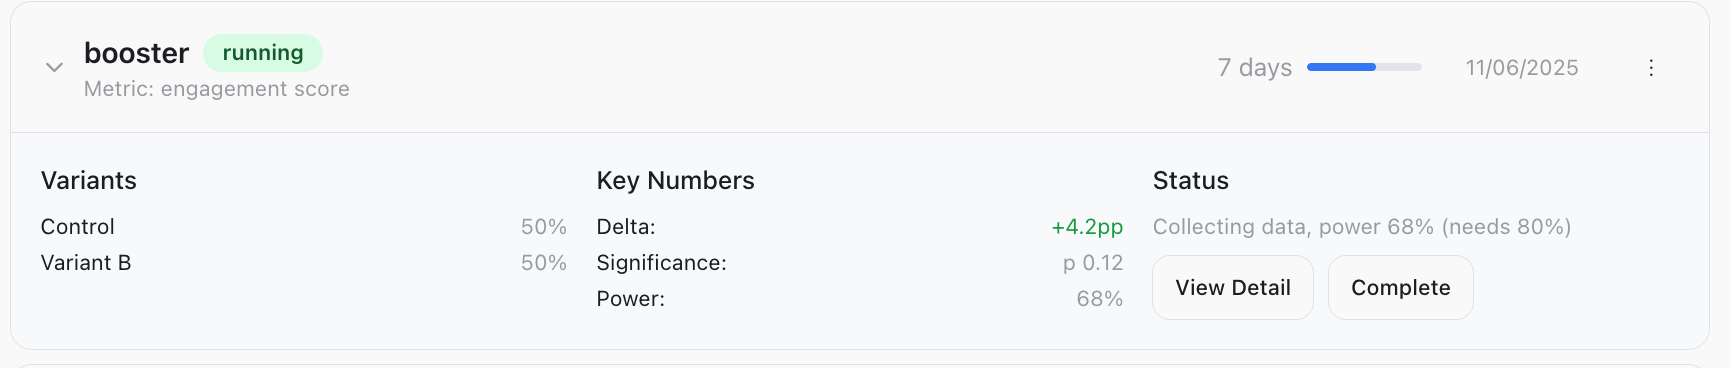 booster running
Metric: engagement score
7 days
11/06/2025
Variants
Control 50%
Variant B 50%
Key Numbers
Delta: +4.2pp
Significance: p 0.12
Power: 68%
Status
Collecting data, power 68% (needs 80%)
View Detail Complete